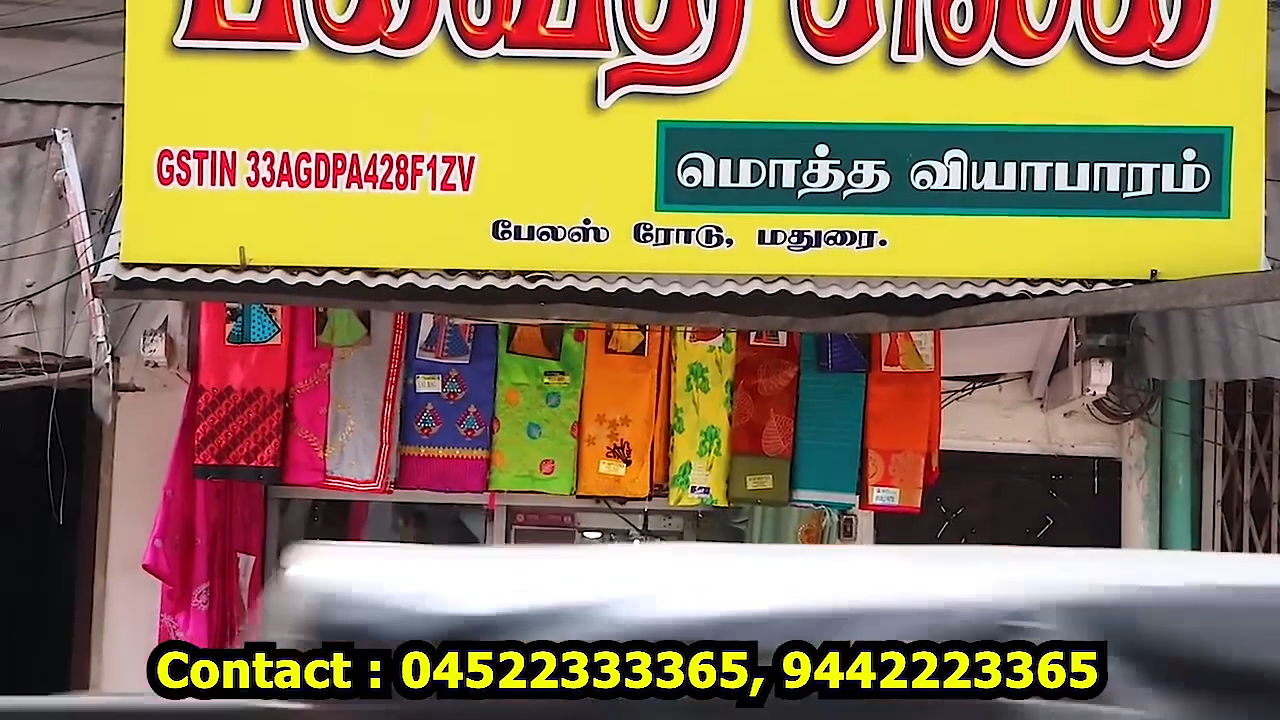 GSTIN 33AGDPA428F1ZV
மொத்த வியாபாரம்
பேலஸ் ரோடு, மதுரை.
Contact : 04522333365, 9442223365